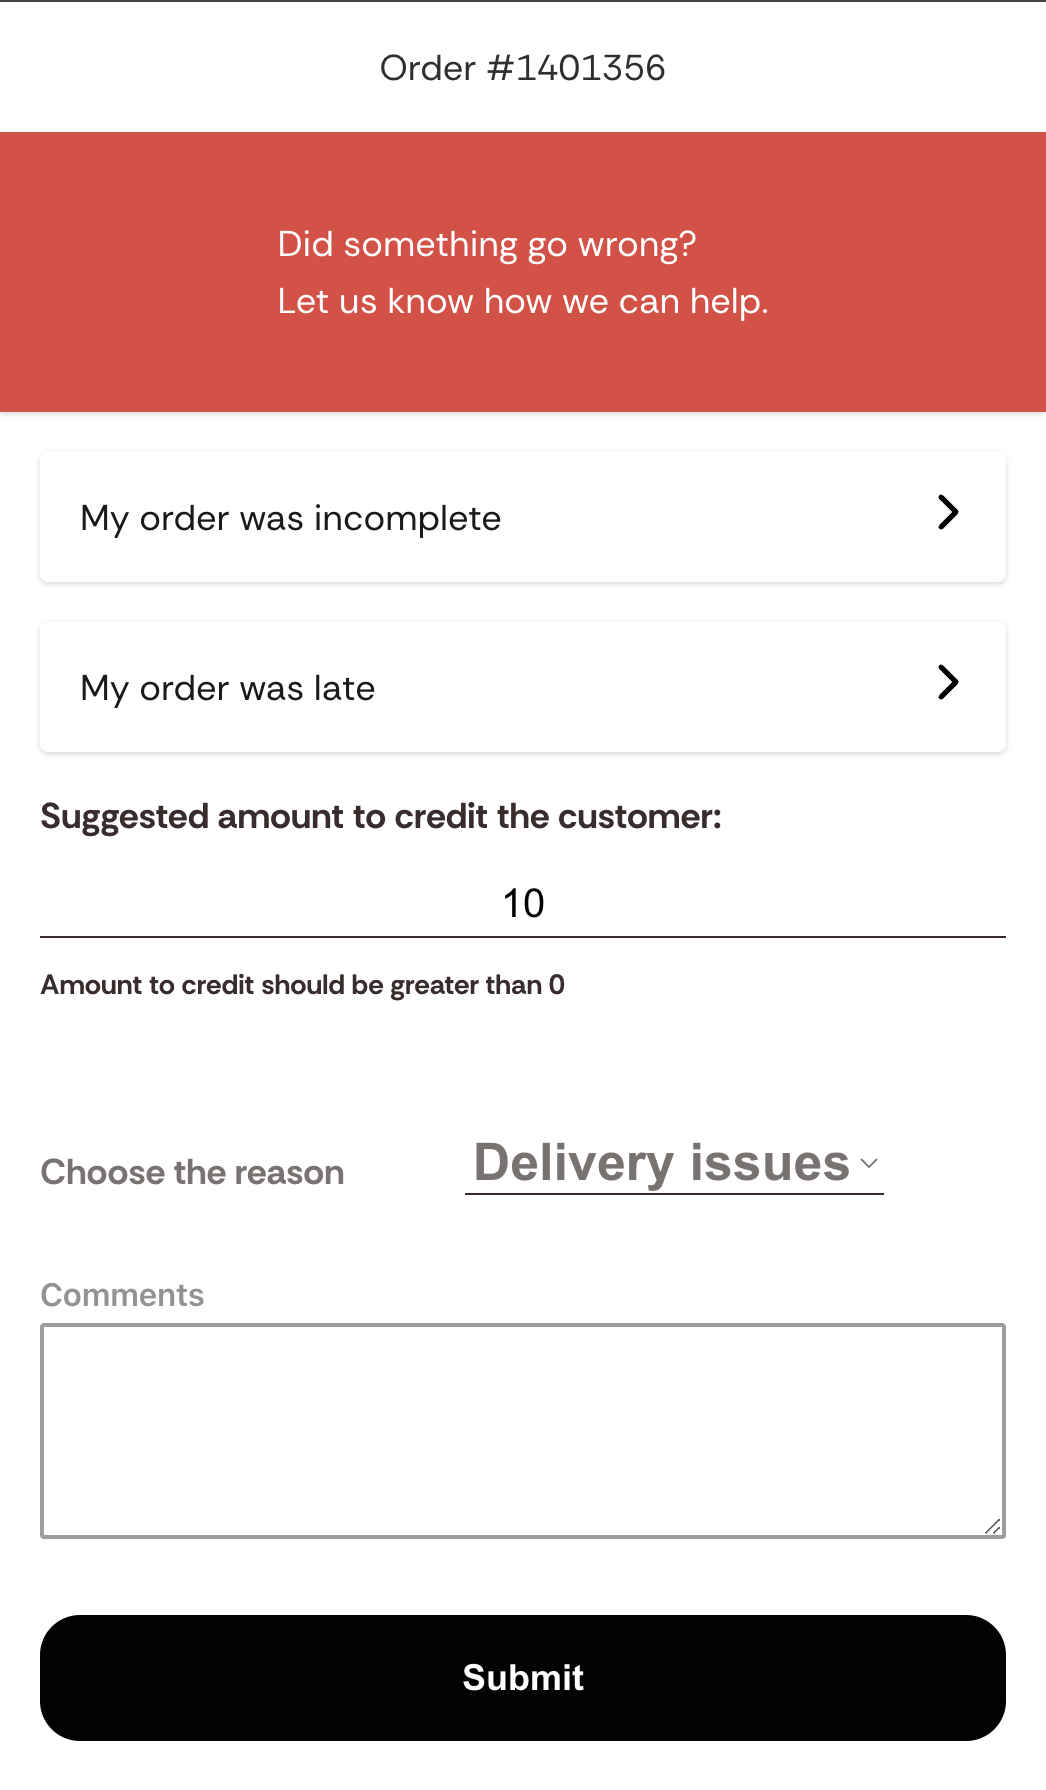 Order #1401356
Did something go wrong?
Let us know how we can help.
My order was incomplete
My order was late
Suggested amount to credit the customer:
10
Amount to credit should be greater than 0
Choose the reason
Delivery issues
Comments
Submit